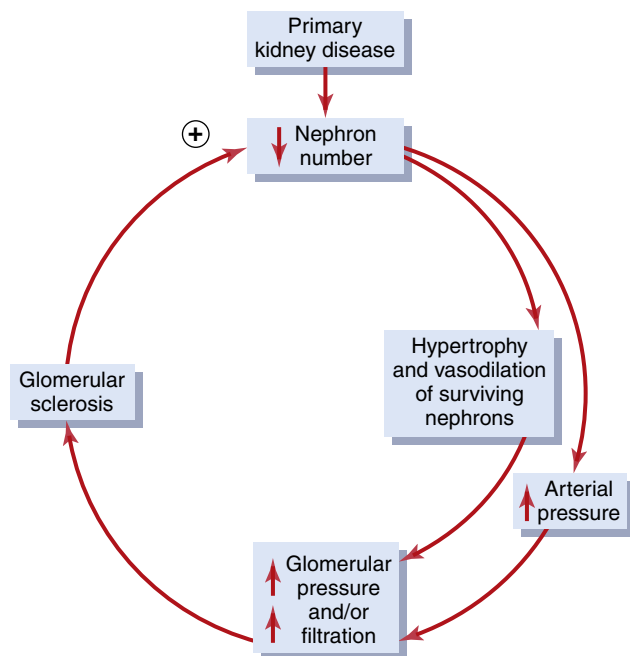 Primary
kidney disease
+
Nephron
number
Hypertrophy
and vasodilation
of surviving
nephrons
Glomerular
sclerosis
Arterial
pressure
Glomerular
pressure
and/or
filtration